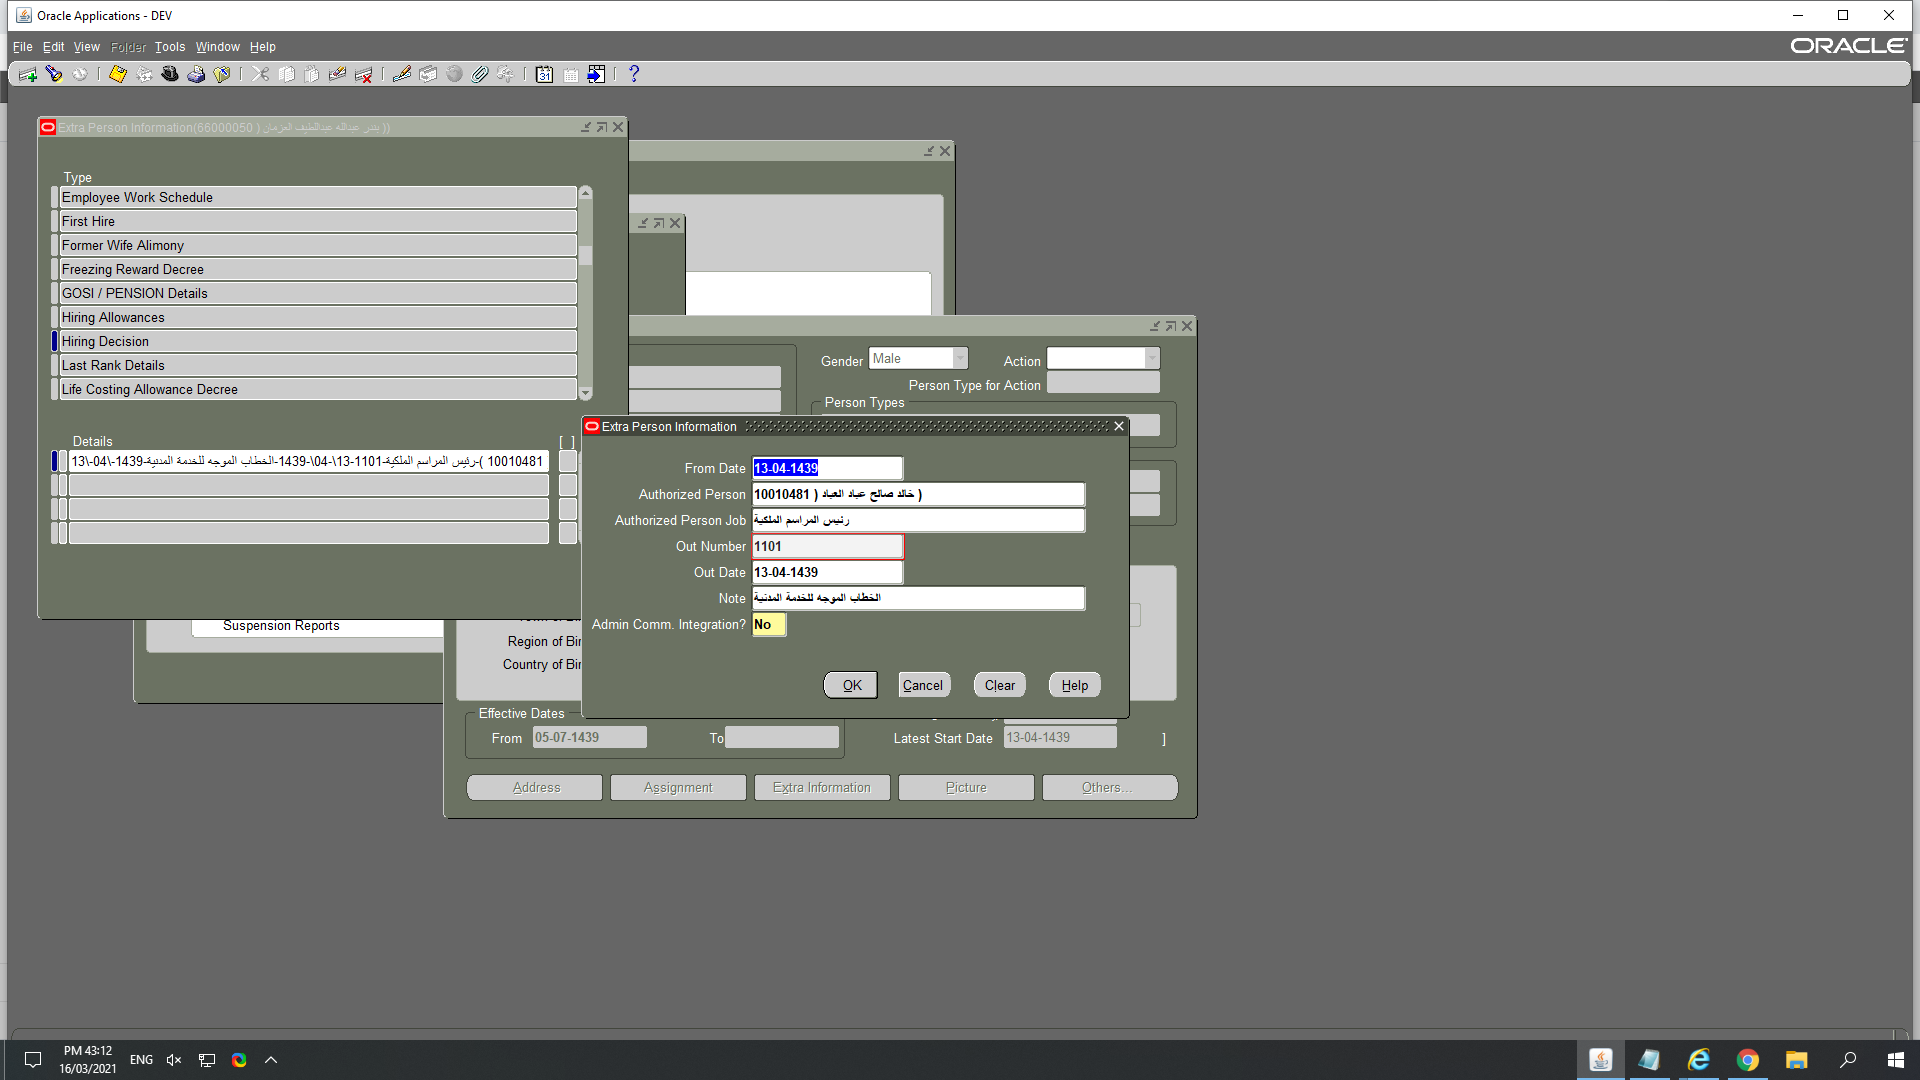 Oracle Applications - DEV
File Edit View Folder Tools Window Help
ORACLE
Extra Person Information(66000050 ) بندر عبدالله عبداللطيف العزمان ))
Type
Employee Work Schedule
First Hire
Former Wife Alimony
Freezing Reward Decree
GOSI / PENSION Details
Hiring Allowances
Hiring Decision
Last Rank Details
Life Costing Allowance Decree
Details [ ]
13\-04\-1439-الخطاب الموجه للخدمة المدنية-1439-\04\-13\-1101-رئيس المراسم الملكية-( 10010481
Suspension Reports
Gender Male
Action
Person Type for Action
Person Types
Extra Person Information
From Date 13-04-1439
Authorized Person 10010481 ) خالد صالح عباد العباد (
Authorized Person Job رئيس المراسم الملكية
Out Number 1101
Out Date 13-04-1439
Note الخطاب الموجه للخدمة المدنية
Admin Comm. Integration? No
OK Cancel Clear Help
Region of Bir
Country of Bir
Effective Dates
From 05-07-1439 To
Latest Start Date 13-04-1439 ]
Address Assignment Extra Information Picture Others...
PM 43:12
16/03/2021
ENG
31